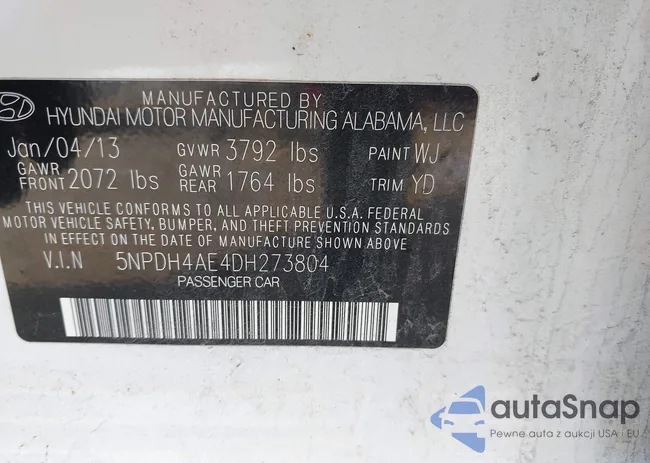 MANUFACTURED BY
HYUNDAI MOTOR MANUFACTURING ALABAMA, LLC
Jan/04/13 GVWR 3792 lbs PAINT WJ
GAWR FRONT 2072 lbs GAWR REAR 1764 lbs TRIM YD
THIS VEHICLE CONFORMS TO ALL APPLICABLE U.S.A. FEDERAL
MOTOR VEHICLE SAFETY, BUMPER, AND THEFT PREVENTION STANDARDS
IN EFFECT ON THE DATE OF MANUFACTURE SHOWN ABOVE.
V.I.N 5NPDH4AE4DH273804
PASSENGER CAR
autaSnap
Pewne auta z aukcji USA i EU